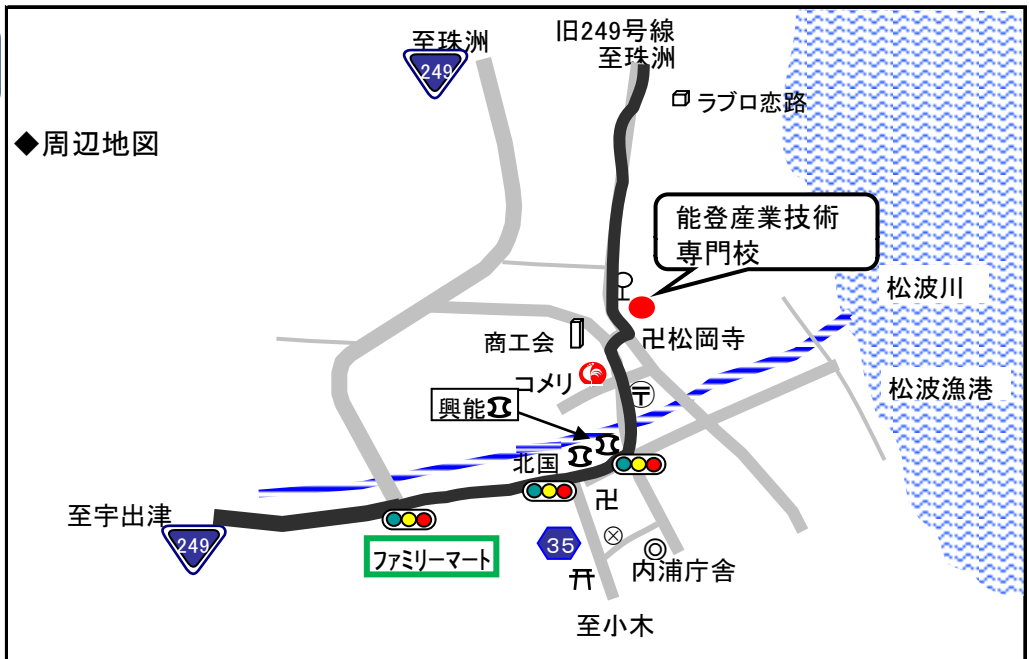 旧249号線
至珠洲
至珠洲
249
ラブロ恋路
◆周辺地図
能登産業技術
専門校
松波川
商工会
卍松岡寺
コメリ
〒
松波漁港
興能
北国
卍
至宇出津
249
ファミリーマート
35
内浦庁舎
至小木